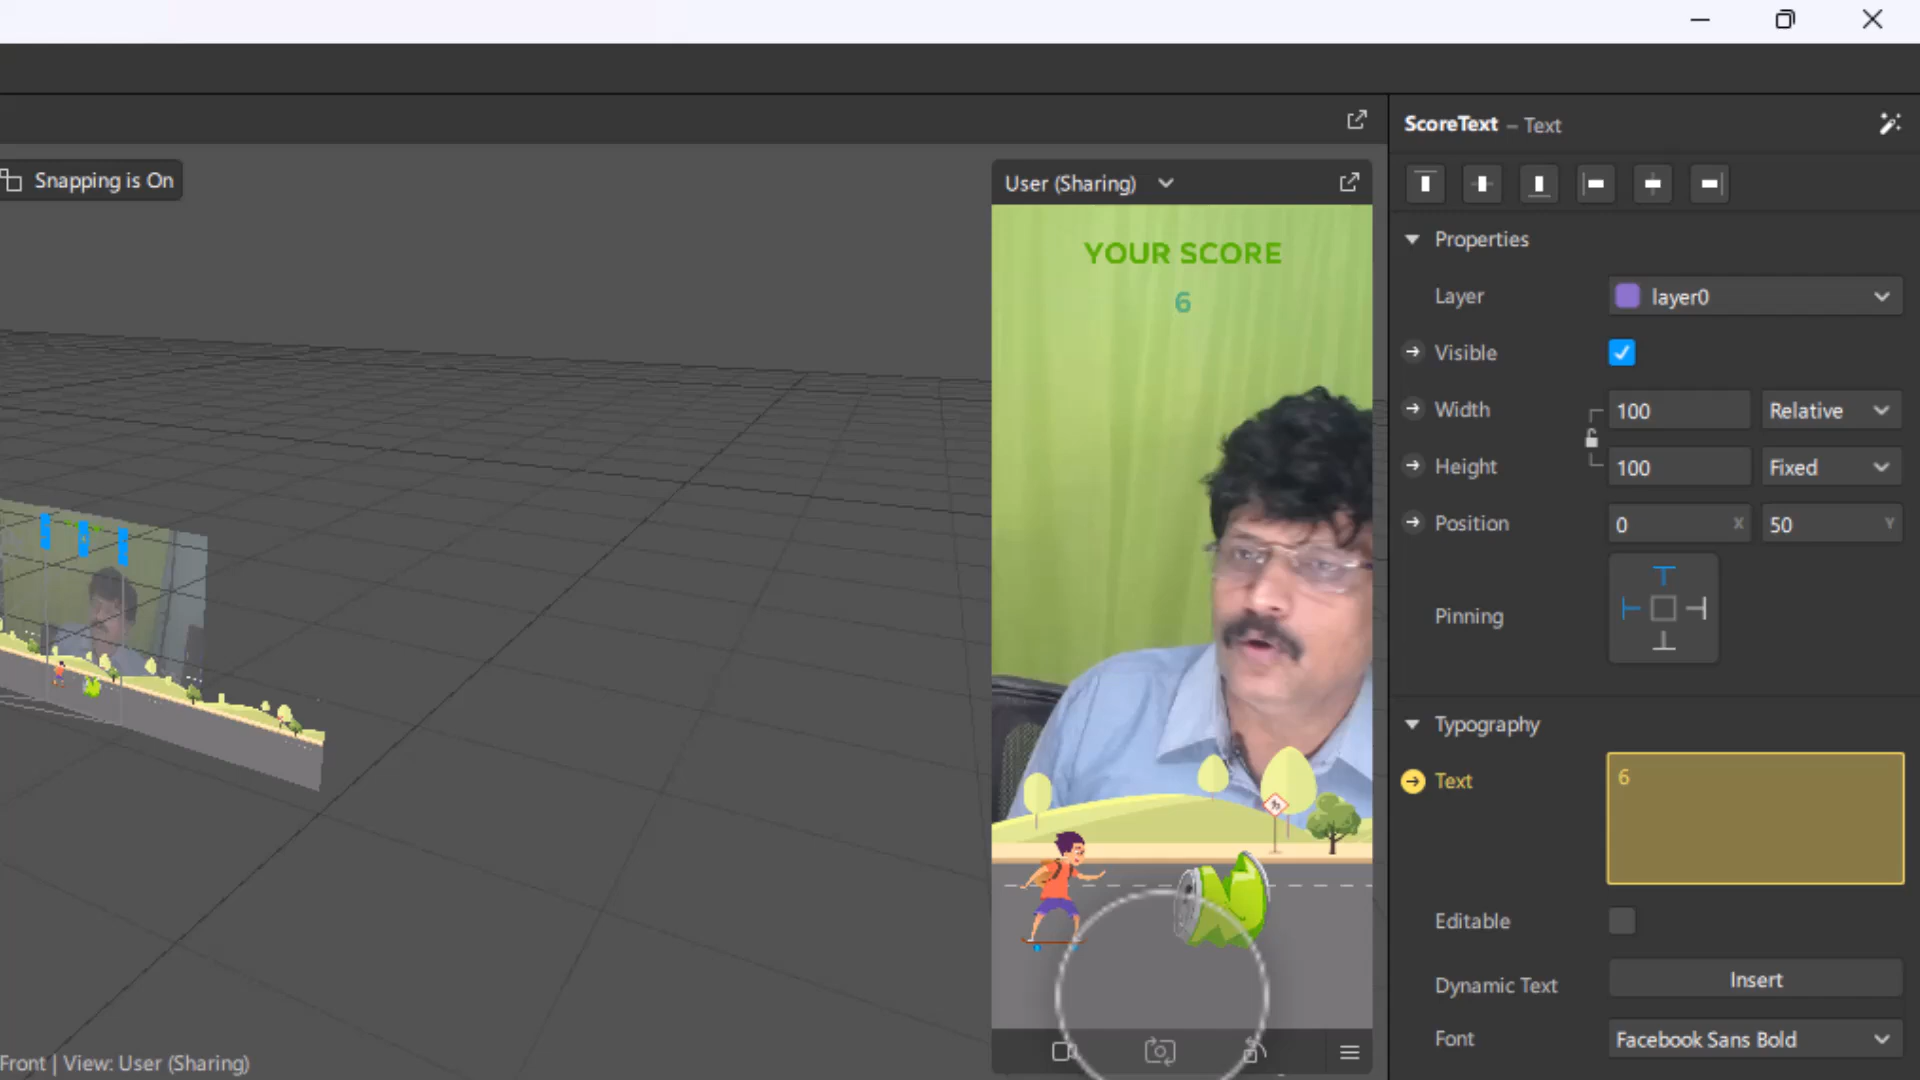 ScoreText – Text
Snapping is On
User (Sharing)
YOUR SCORE
6
Properties
Layer
layer0
Visible
Width
100
Relative
Height
100
Fixed
Position
0 X
50 Y
Pinning
Typography
Text
6
Editable
Dynamic Text
Insert
Font
Facebook Sans Bold
Front | View: User (Sharing)